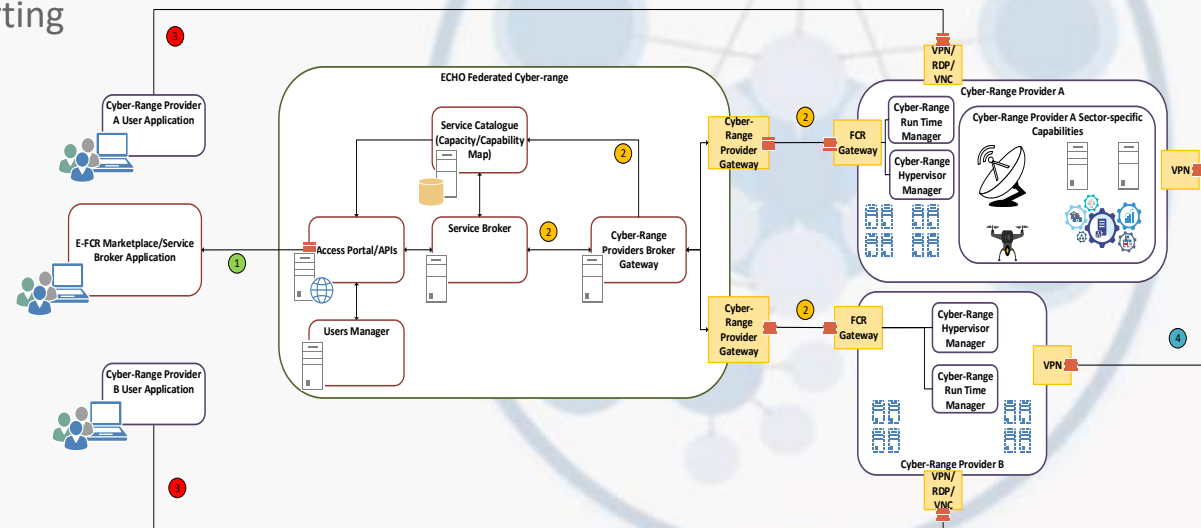 rting
3
VPN/
RDP/
VNC
ECHO Federated Cyber-range
Cyber-Range Provider A
Cyber-Range Provider
A User Application
Service Catalogue
(Capacity/Capability
Map)
2
Cyber-
Range
Provider
Gateway
2
FCR
Gateway
Cyber-Range
Run Time
Manager
Cyber-Range
Hypervisor
Manager
Cyber-Range Provider A Sector-specific
Capabilities
VPN
E-FCR Marketplace/Service
Broker Application
1
Access Portal/APIs
Service Broker
2
Cyber-Range
Providers Broker
Gateway
Users Manager
Cyber-
Range
Provider
Gateway
2
FCR
Gateway
Cyber-Range
Hypervisor
Manager
Cyber-Range
Run Time
Manager
VPN
4
Cyber-Range Provider
B User Application
3
Cyber-Range Provider B
VPN/
RDP/
VNC